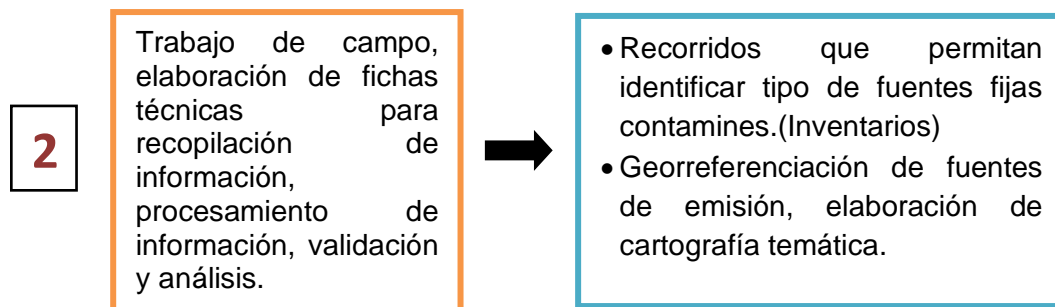 2
Trabajo de campo,
elaboración de fichas
técnicas para
recopilación de
información,
procesamiento de
información, validación
y análisis.
• Recorridos que permitan
identificar tipo de fuentes fijas
contamines.(Inventarios)
• Georreferenciación de fuentes
de emisión, elaboración de
cartografía temática.